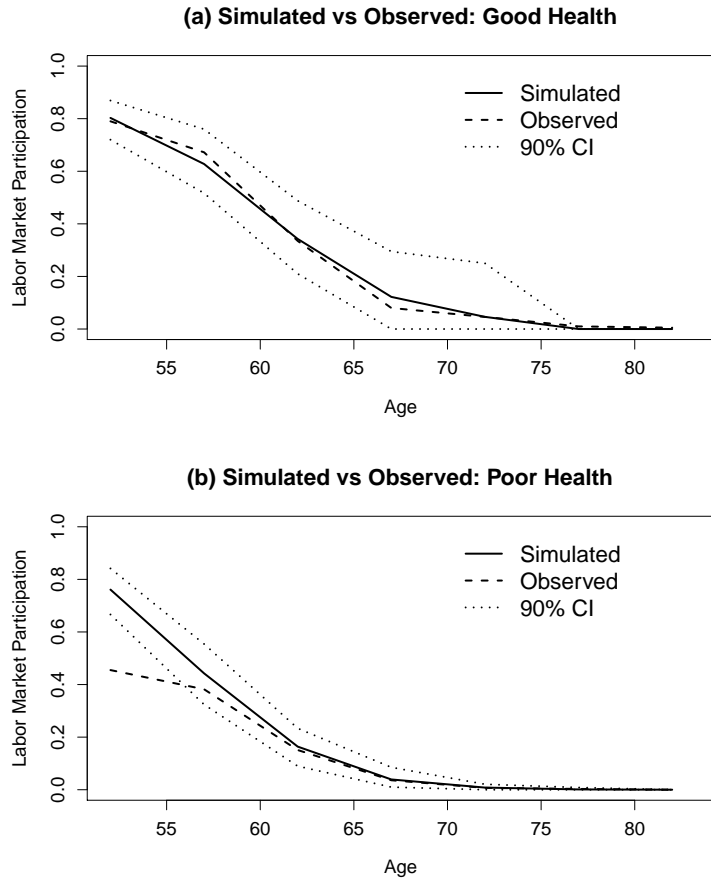 (a) Simulated vs Observed: Good Health
Labor Market Participation
1.0
0.8
0.6
0.4
0.2
0.0
Simulated
Observed
90% CI
55 60 65 70 75 80
Age
(b) Simulated vs Observed: Poor Health
Labor Market Participation
1.0
0.8
0.6
0.4
0.2
0.0
Simulated
Observed
90% CI
55 60 65 70 75 80
Age